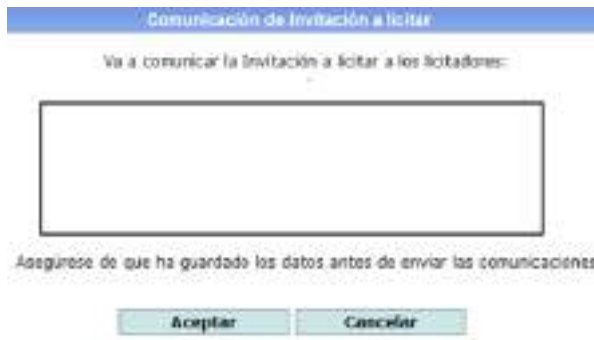 Comunicación de Invitación a licitar
Va a comunicar la Invitación a licitar a los licitadores:
Asegúrese de que ha guardado los datos antes de enviar las comunicaciones
Aceptar
Cancelar